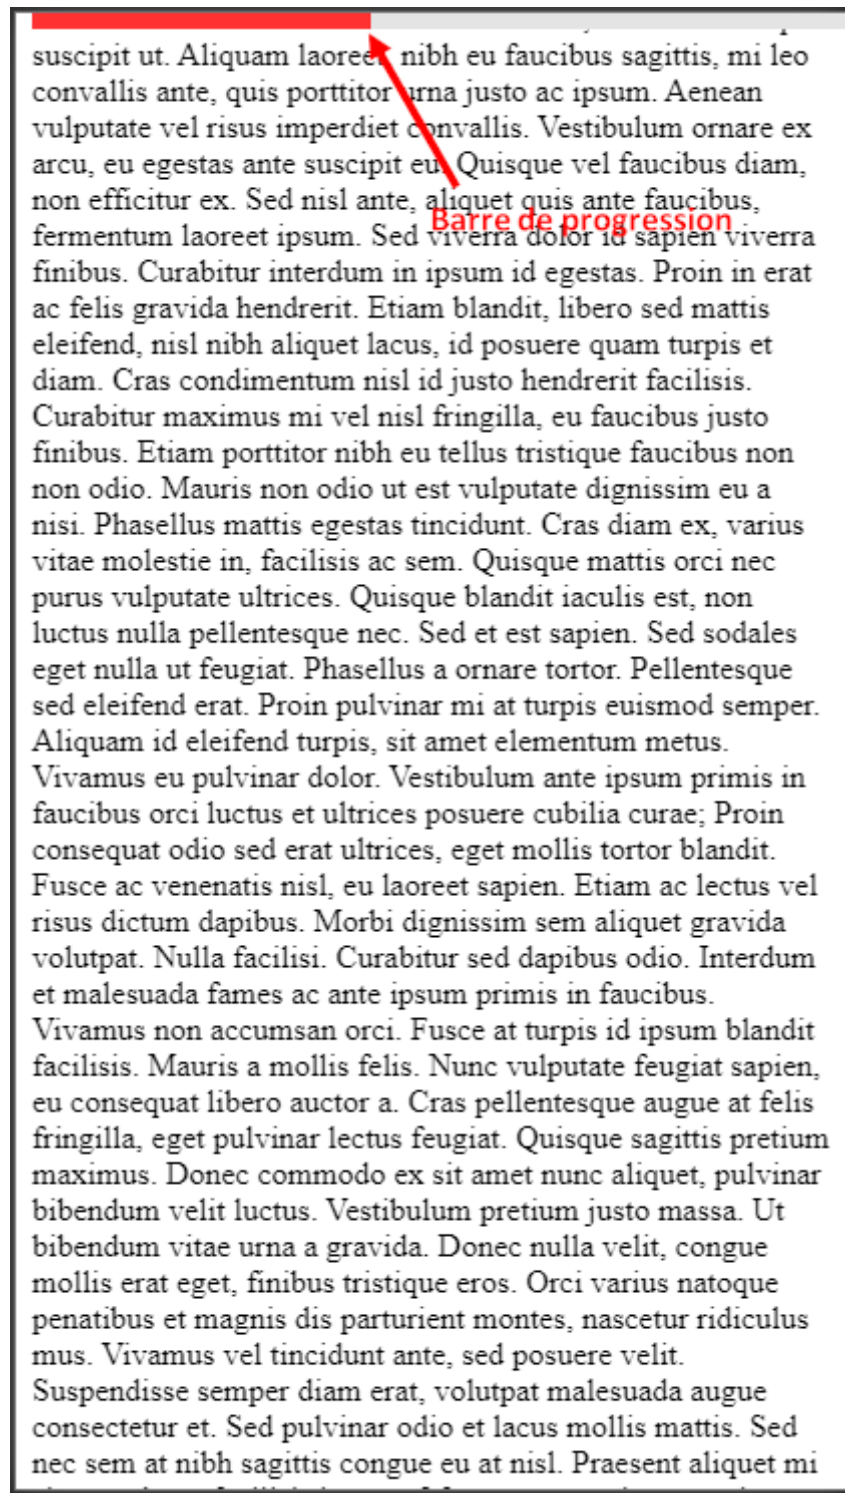 suscipit ut. Aliquam laoreet, nibh eu faucibus sagittis, mi leo
convallis ante, quis porttitor urna justo ac ipsum. Aenean
vulputate vel risus imperdiet convallis. Vestibulum ornare ex
arcu, eu egestas ante suscipit eu. Quisque vel faucibus diam,
non efficitur ex. Sed nisl ante, aliquet quis ante faucibus,
Barre de progression
fermentum laoreet ipsum. Sed viverra dolor id sapien viverra
finibus. Curabitur interdum in ipsum id egestas. Proin in erat
ac felis gravida hendrerit. Etiam blandit, libero sed mattis
eleifend, nisl nibh aliquet lacus, id posuere quam turpis et
diam. Cras condimentum nisl id justo hendrerit facilisis.
Curabitur maximus mi vel nisl fringilla, eu faucibus justo
finibus. Etiam porttitor nibh eu tellus tristique faucibus non
non odio. Mauris non odio ut est vulputate dignissim eu a
nisi. Phasellus mattis egestas tincidunt. Cras diam ex, varius
vitae molestie in, facilisis ac sem. Quisque mattis orci nec
purus vulputate ultrices. Quisque blandit iaculis est, non
luctus nulla pellentesque nec. Sed et est sapien. Sed sodales
eget nulla ut feugiat. Phasellus a ornare tortor. Pellentesque
sed eleifend erat. Proin pulvinar mi at turpis euismod semper.
Aliquam id eleifend turpis, sit amet elementum metus.
Vivamus eu pulvinar dolor. Vestibulum ante ipsum primis in
faucibus orci luctus et ultrices posuere cubilia curae; Proin
consequat odio sed erat ultrices, eget mollis tortor blandit.
Fusce ac venenatis nisl, eu laoreet sapien. Etiam ac lectus vel
risus dictum dapibus. Morbi dignissim sem aliquet gravida
volutpat. Nulla facilisi. Curabitur sed dapibus odio. Interdum
et malesuada fames ac ante ipsum primis in faucibus.
Vivamus non accumsan orci. Fusce at turpis id ipsum blandit
facilisis. Mauris a mollis felis. Nunc vulputate feugiat sapien,
eu consequat libero auctor a. Cras pellentesque augue at felis
fringilla, eget pulvinar lectus feugiat. Quisque sagittis pretium
maximus. Donec commodo ex sit amet nunc aliquet, pulvinar
bibendum velit luctus. Vestibulum pretium justo massa. Ut
bibendum vitae urna a gravida. Donec nulla velit, congue
mollis erat eget, finibus tristique eros. Orci varius natoque
penatibus et magnis dis parturient montes, nascetur ridiculus
mus. Vivamus vel tincidunt ante, sed posuere velit.
Suspendisse semper diam erat, volutpat malesuada augue
consectetur et. Sed pulvinar odio et lacus mollis mattis. Sed
nec sem at nibh sagittis congue eu at nisl. Praesent aliquet mi